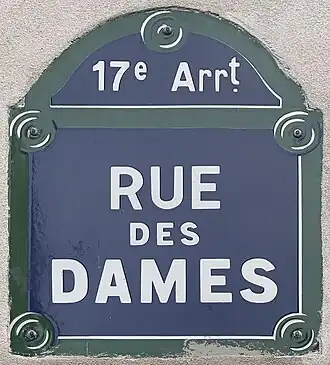 17e Arrt.
RUE
DES
DAMES